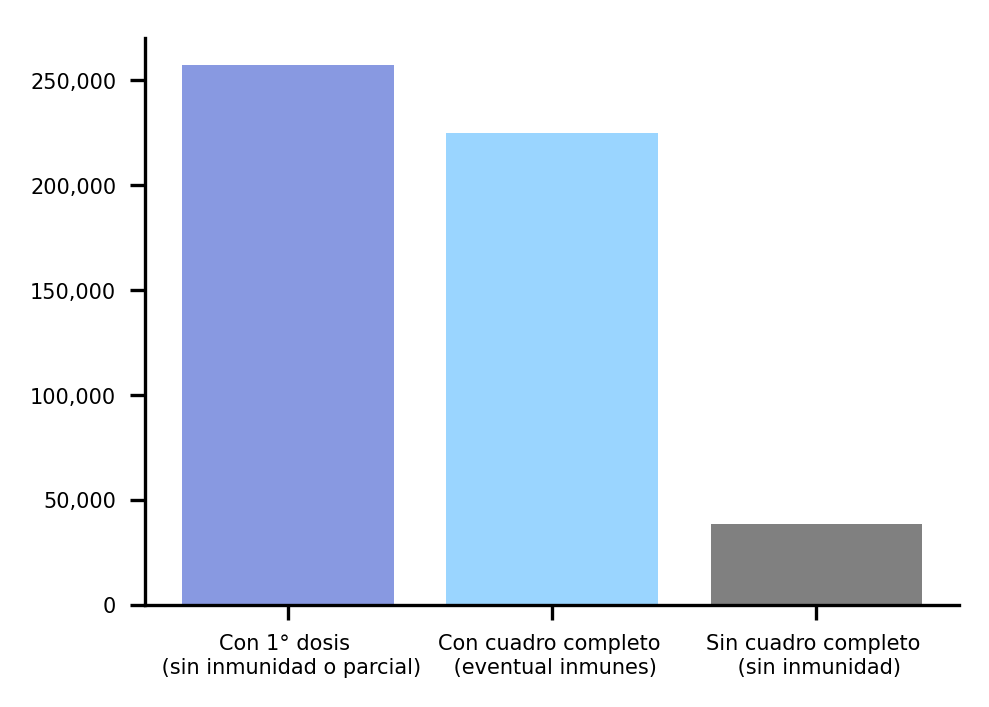 250,000
200,000
150,000
100,000
50,000
0
Con 1° dosis
(sin inmunidad o parcial)
Con cuadro completo
(eventual inmunes)
Sin cuadro completo
(sin inmunidad)